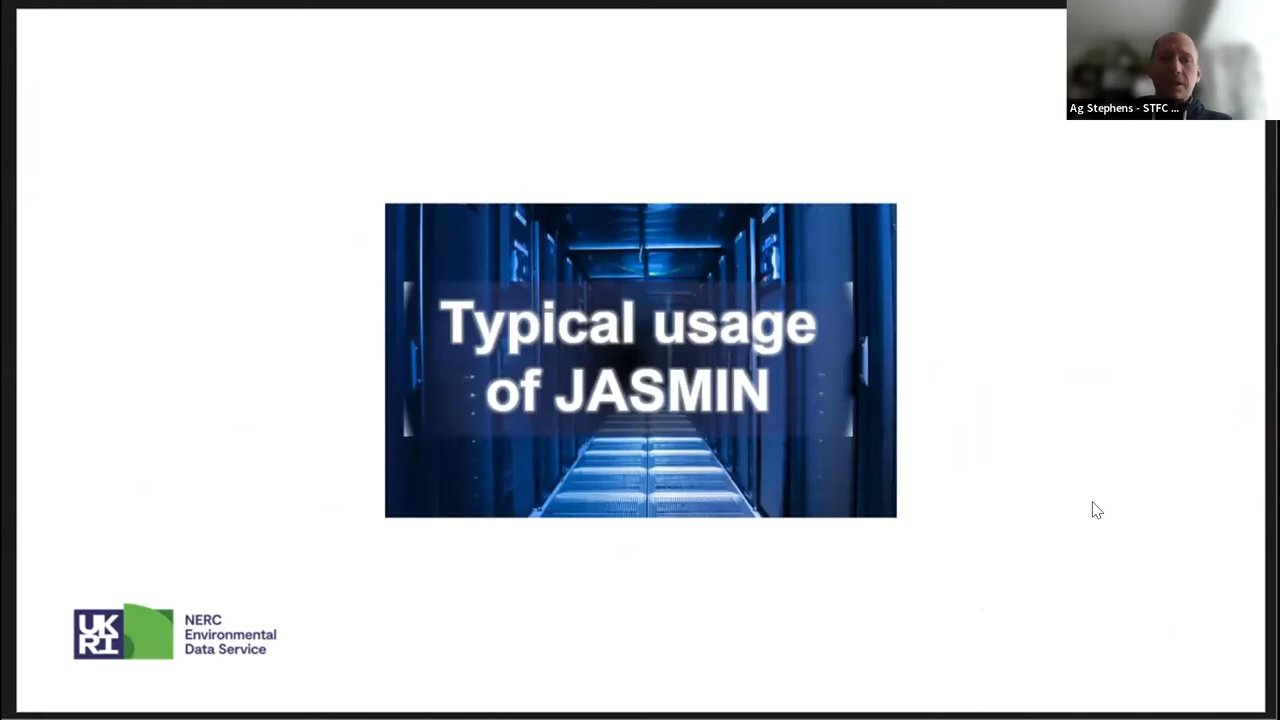 Ag Stephens - STFC ...
Typical usage
of JASMIN
UK
RI
NERC
Environmental
Data Service